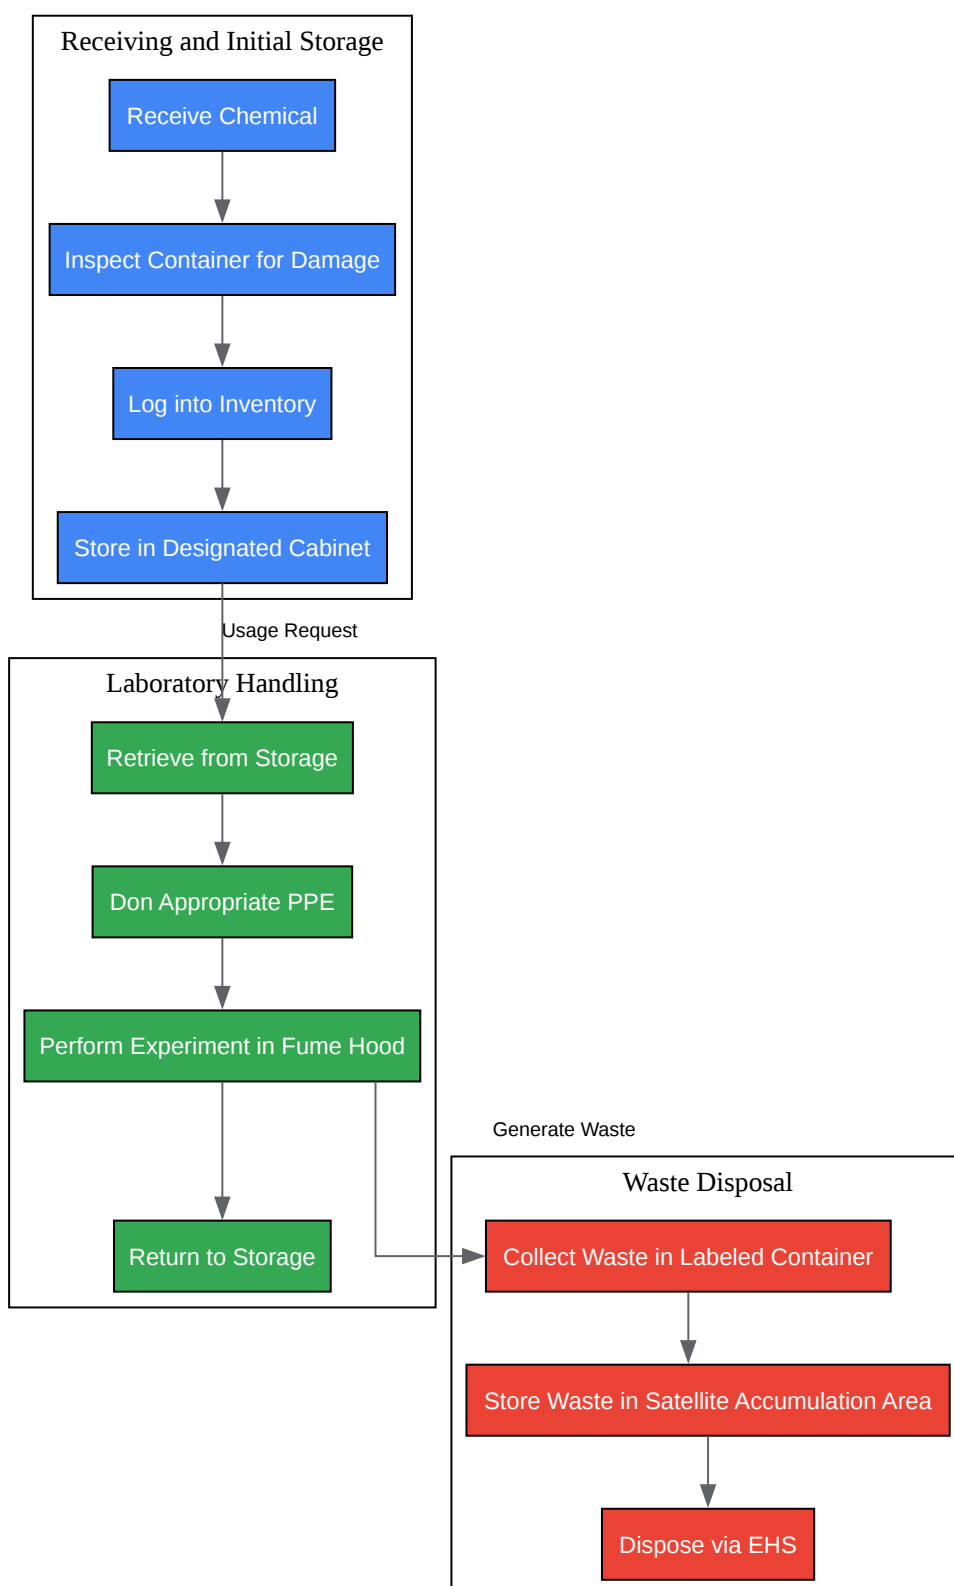 Receiving and Initial Storage
Receive Chemical
Inspect Container for Damage
Log into Inventory
Store in Designated Cabinet
Usage Request
Laboratory Handling
Retrieve from Storage
Don Appropriate PPE
Perform Experiment in Fume Hood
Generate Waste
Waste Disposal
Return to Storage
Collect Waste in Labeled Container
Store Waste in Satellite Accumulation Area
Dispose via EHS